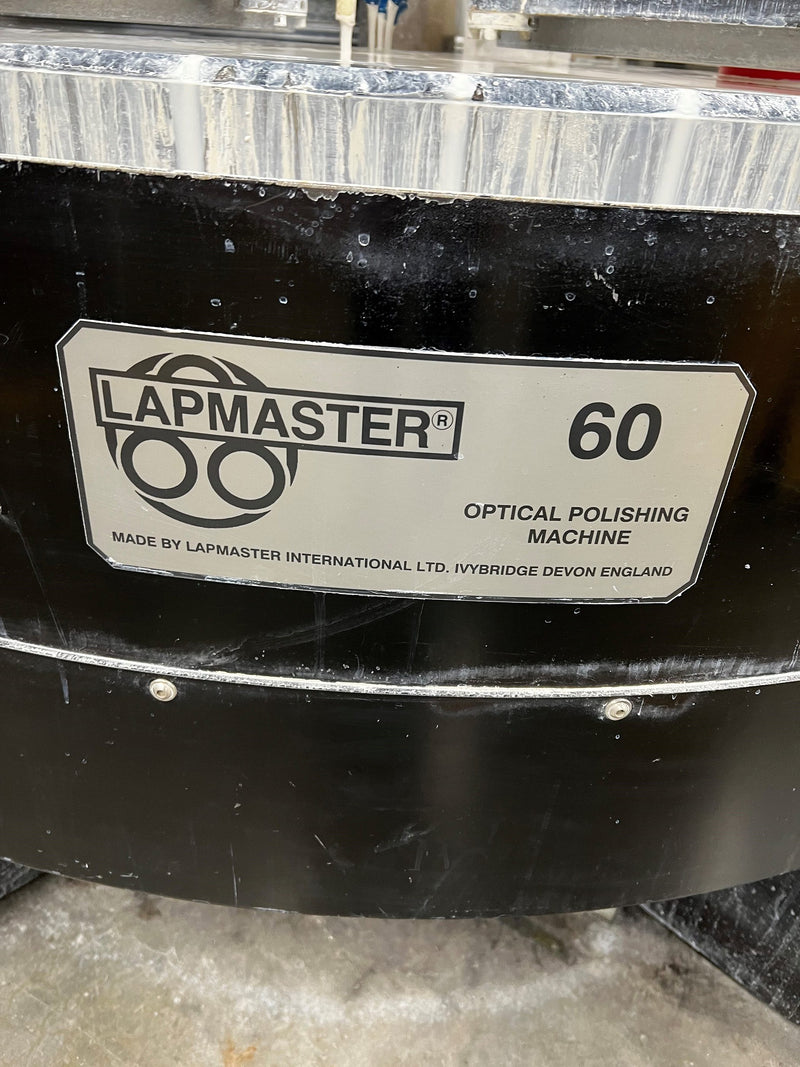 LAPMASTER®
60
OPTICAL POLISHING
MACHINE
MADE BY LAPMASTER INTERNATIONAL LTD. IVYBRIDGE DEVON ENGLAND